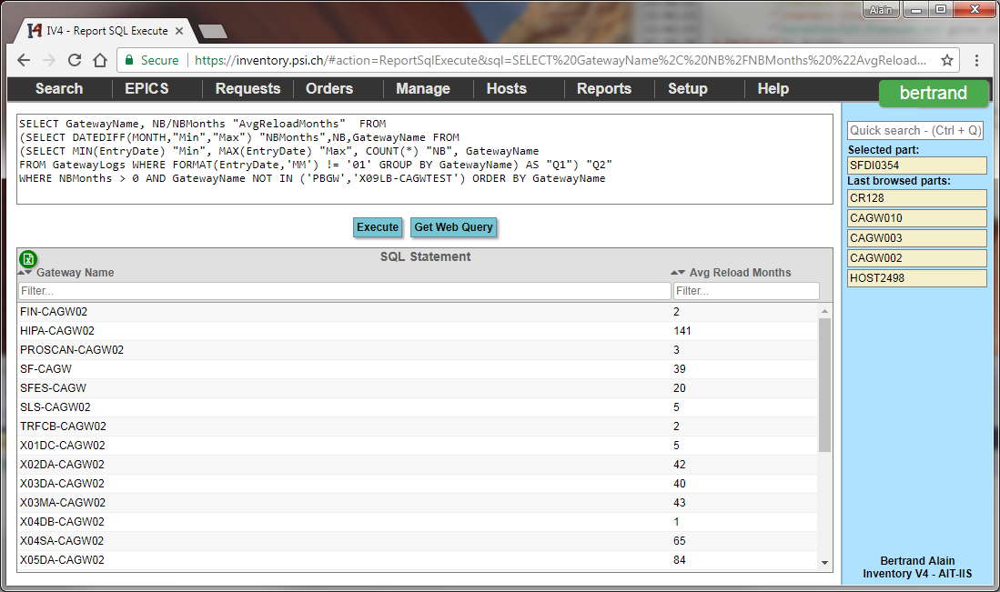 Alain
IV4 - Report SQL Execute
Secure
https://inventory.psi.ch/#action=ReportSqlExecute&sql=SELECT%20GatewayName%2C%20NB%2FNBMonths%20%22AvgReload...
Search EPICS Requests Orders Manage Hosts Reports Setup Help
bertrand
SELECT GatewayName, NB/NBMonths "AvgReloadMonths"  FROM
(SELECT DATEDIFF(MONTH,"Min","Max") "NBMonths",NB,GatewayName FROM
(SELECT MIN(EntryDate) "Min", MAX(EntryDate) "Max", COUNT(*) "NB", GatewayName
FROM GatewayLogs WHERE FORMAT(EntryDate,'MM') != '01' GROUP BY GatewayName) AS "Q1") "Q2"
WHERE NBMonths > 0 AND GatewayName NOT IN ('PBGW','X09LB-CAGWTEST') ORDER BY GatewayName
Execute Get Web Query
SQL Statement
Gateway Name Avg Reload Months
Filter... Filter...
FIN-CAGW02 2
HIPA-CAGW02 141
PROSCAN-CAGW02 3
SF-CAGW 39
SFES-CAGW 20
SLS-CAGW02 5
TRFCB-CAGW02 2
X01DC-CAGW02 5
X02DA-CAGW02 42
X03DA-CAGW02 40
X03MA-CAGW02 43
X04DB-CAGW02 1
X04SA-CAGW02 65
X05DA-CAGW02 84
Quick search - (Ctrl + Q)
Selected part:
SFDI0354
Last browsed parts:
CR128
CAGW010
CAGW003
CAGW002
HOST2498
Bertrand Alain
Inventory V4 - AIT-IIS